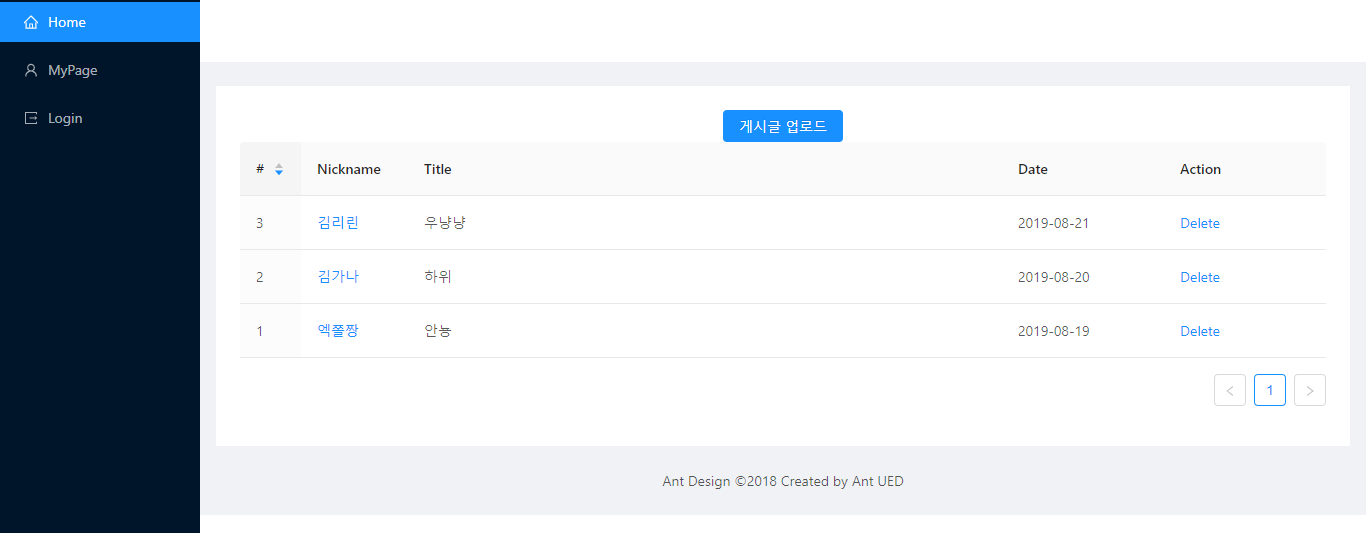 Home
MyPage
Login
게시글 업로드
# Nickname Title Date Action
3 김리린 우냥냥 2019-08-21 Delete
2 김가나 하위 2019-08-20 Delete
1 엑쫄짱 안농 2019-08-19 Delete
1
Ant Design ©2018 Created by Ant UED